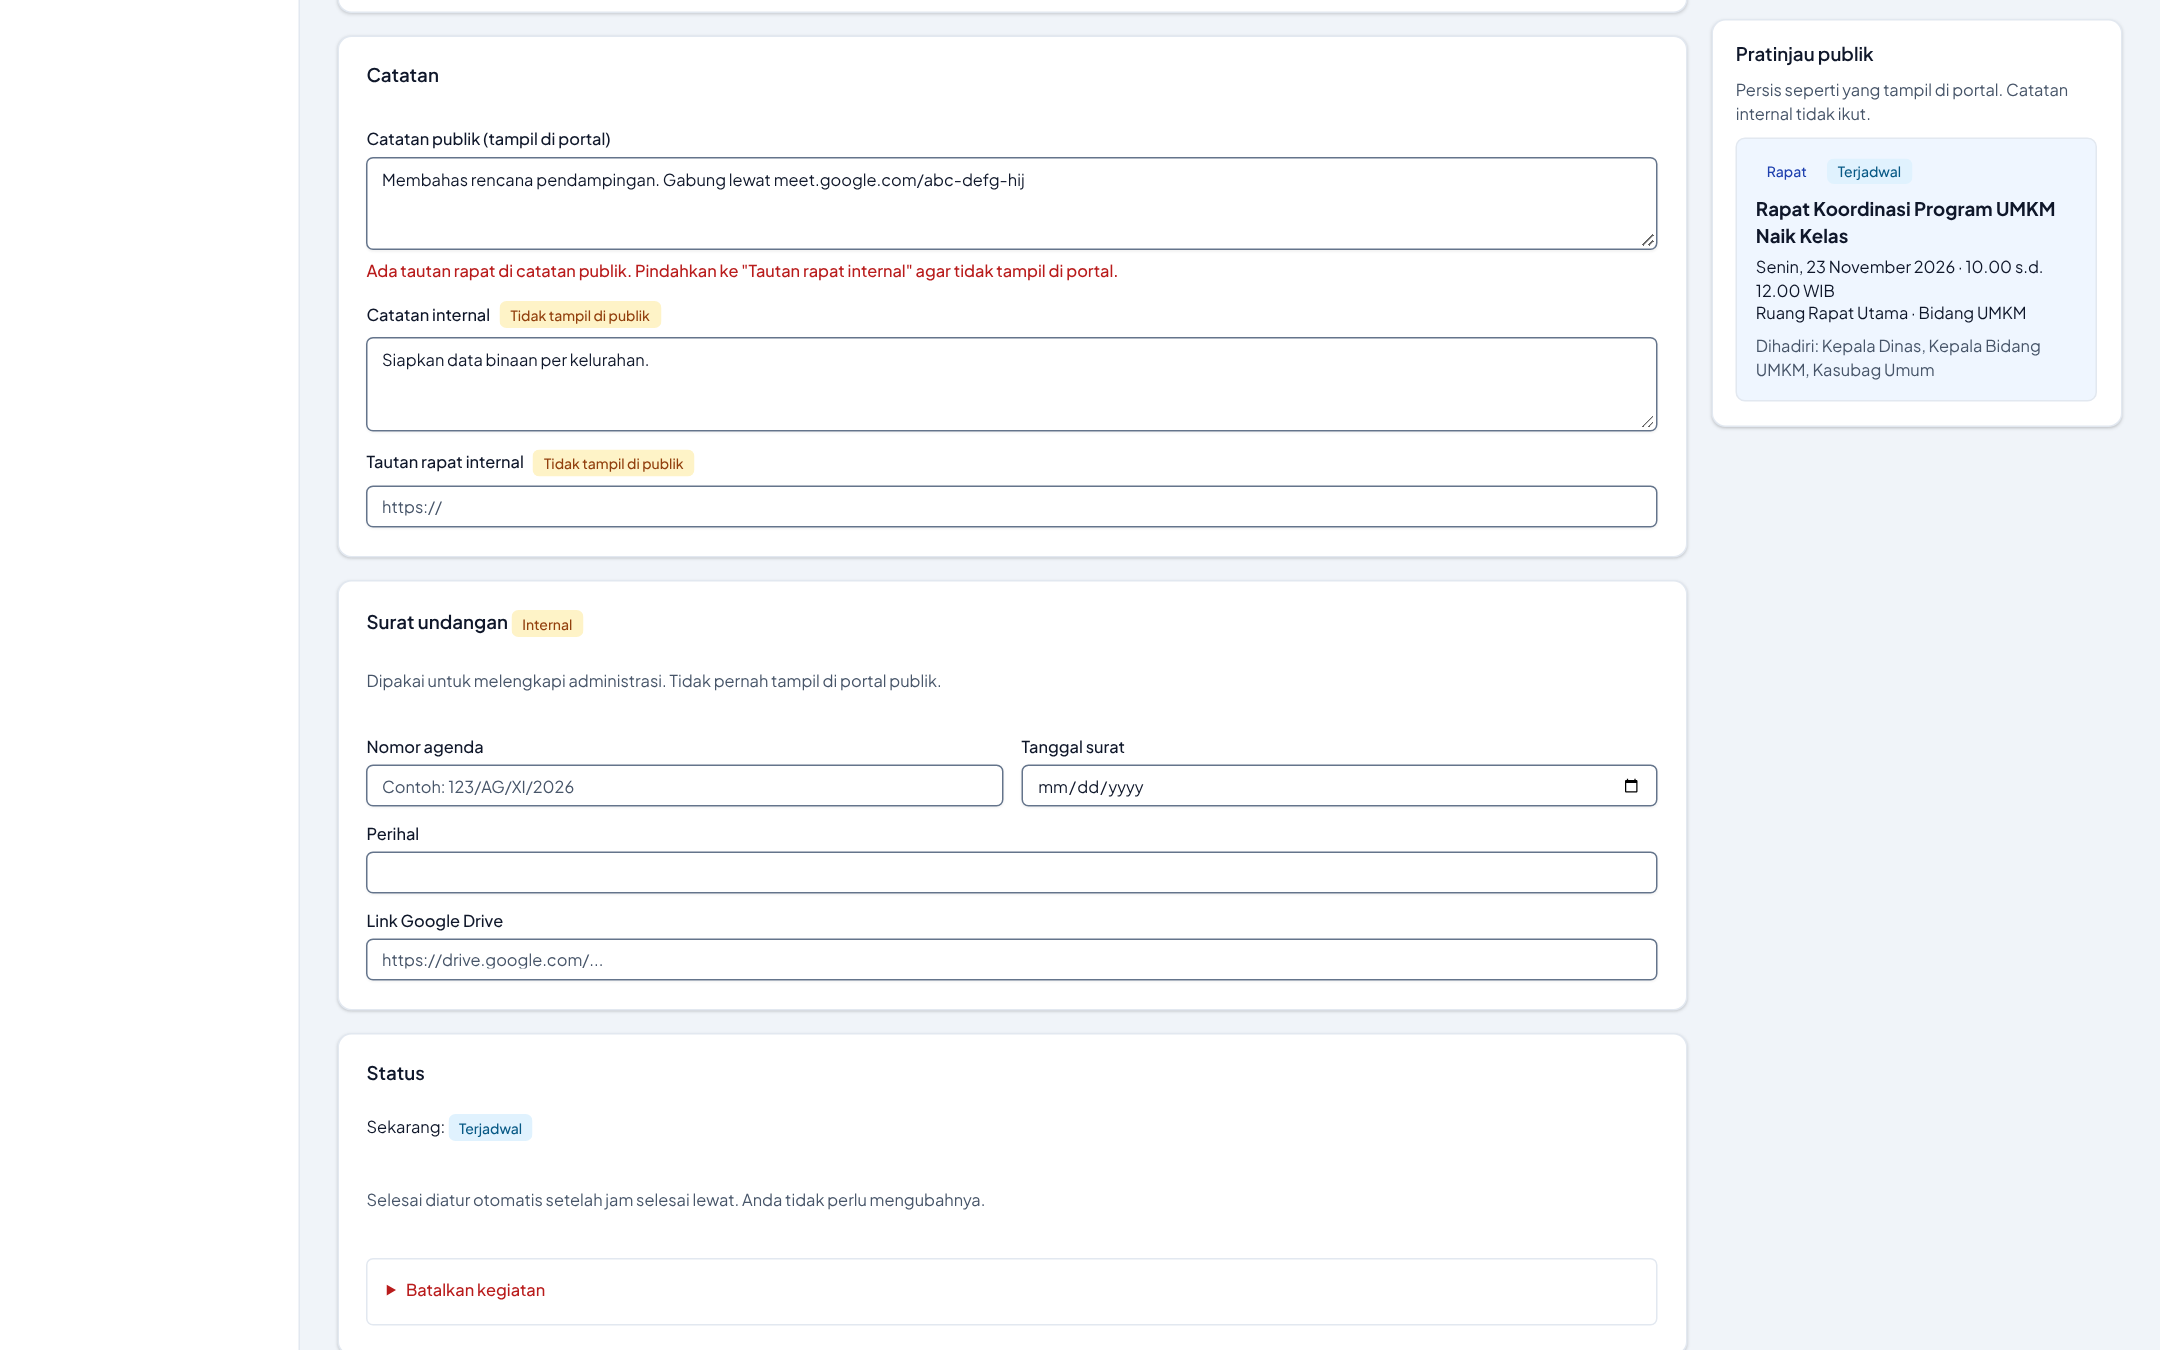 Catatan
Catatan publik (tampil di portal)
Membahas rencana pendampingan. Gabung lewat meet.google.com/abc-defg-hij
Ada tautan rapat di catatan publik. Pindahkan ke "Tautan rapat internal" agar tidak tampil di portal.
Catatan internal Tidak tampil di publik
Siapkan data binaan per kelurahan.
Tautan rapat internal Tidak tampil di publik
https://
Surat undangan Internal
Dipakai untuk melengkapi administrasi. Tidak pernah tampil di portal publik.
Nomor agenda
Contoh: 123/AG/XI/2026
Tanggal surat
mm/dd/yyyy
Perihal
Link Google Drive
https://drive.google.com/...
Status
Sekarang: Terjadwal
Selesai diatur otomatis setelah jam selesai lewat. Anda tidak perlu mengubahnya.
Batalkan kegiatan
Pratinjau publik
Persis seperti yang tampil di portal. Catatan
internal tidak ikut.
Rapat Terjadwal
Rapat Koordinasi Program UMKM
Naik Kelas
Senin, 23 November 2026 · 10.00 s.d.
12.00 WIB
Ruang Rapat Utama · Bidang UMKM
Dihadiri: Kepala Dinas, Kepala Bidang
UMKM, Kasubag Umum